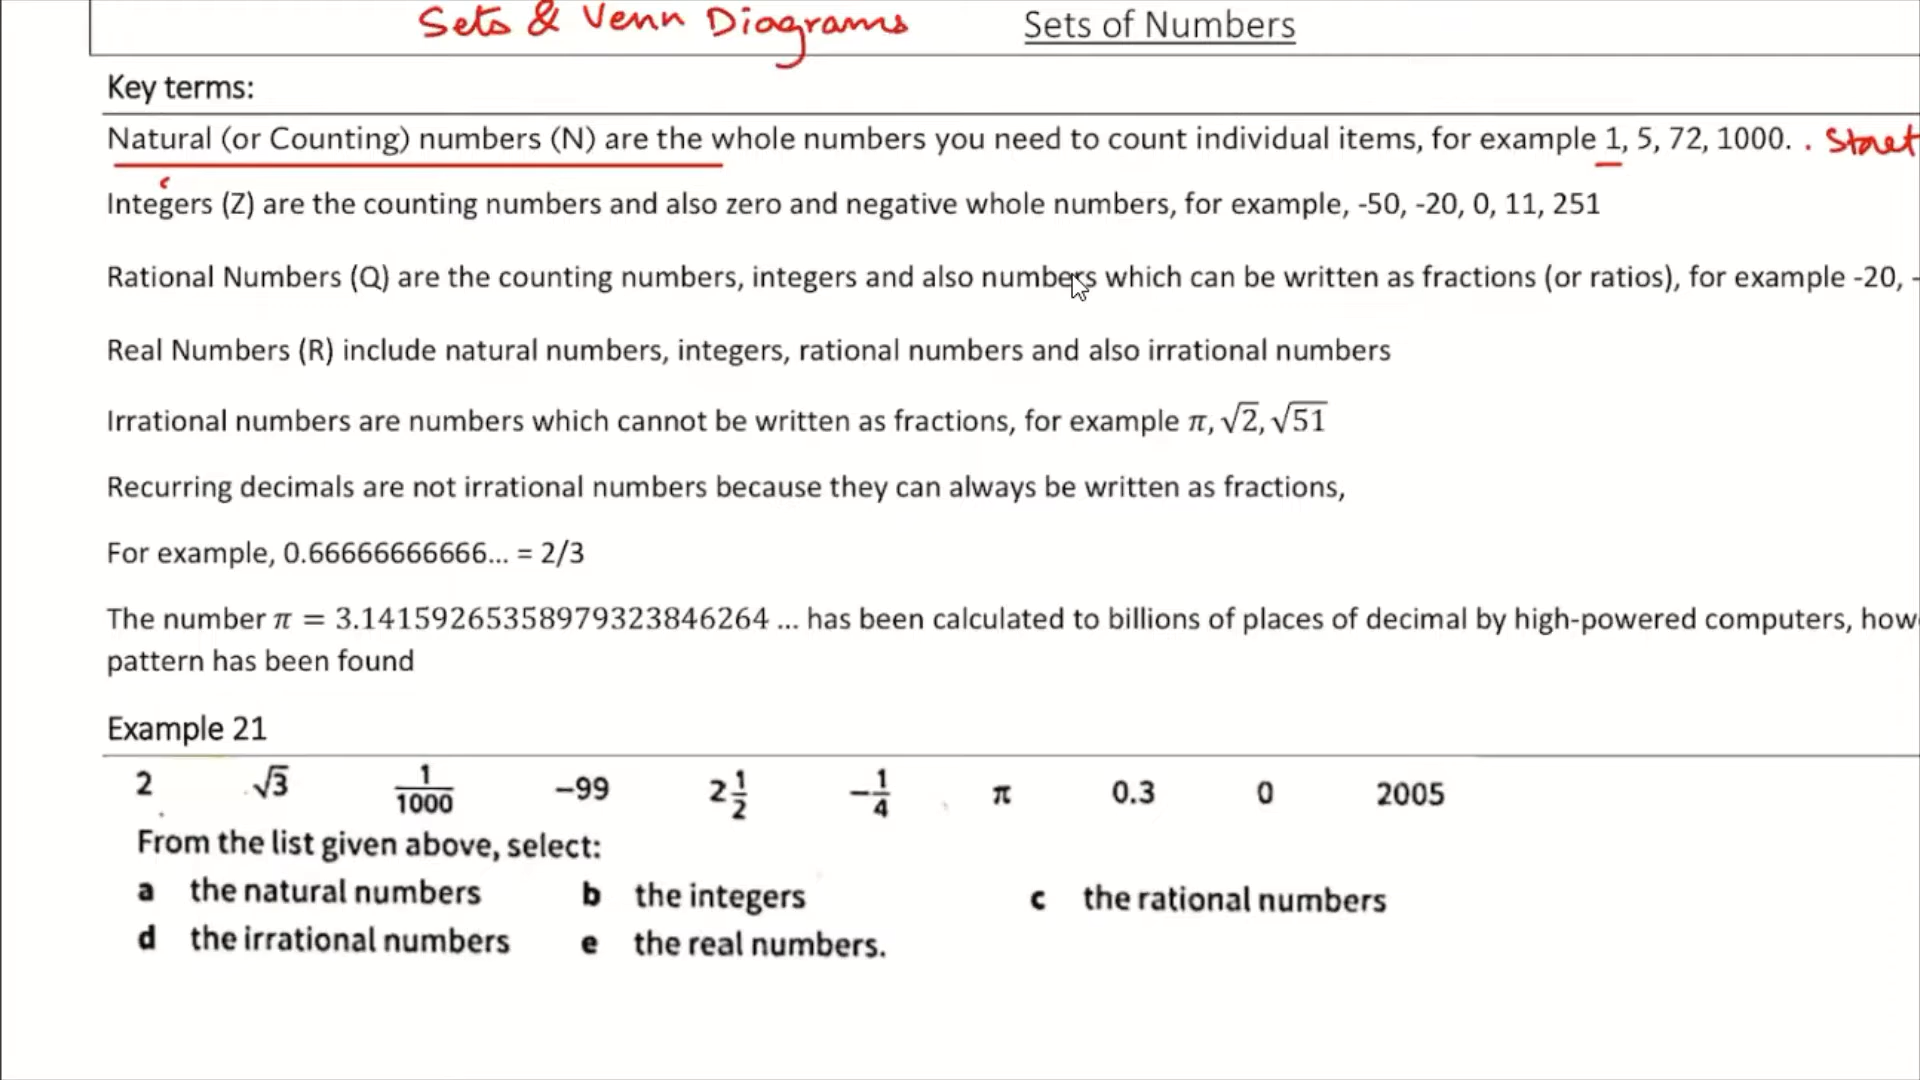 Sets & Venn Diagrams Sets of Numbers
Key terms:
Natural (or Counting) numbers (N) are the whole numbers you need to count individual items, for example 1, 5, 72, 1000. . Start
Integers (Z) are the counting numbers and also zero and negative whole numbers, for example, -50, -20, 0, 11, 251
Rational Numbers (Q) are the counting numbers, integers and also numbers which can be written as fractions (or ratios), for example -20, -
Real Numbers (R) include natural numbers, integers, rational numbers and also irrational numbers
Irrational numbers are numbers which cannot be written as fractions, for example π, √2, √51
Recurring decimals are not irrational numbers because they can always be written as fractions,
For example, 0.66666666666... = 2/3
The number π = 3.14159265358979323846264 ... has been calculated to billions of places of decimal by high-powered computers, how
pattern has been found
Example 21
2 √3 1/1000 −99 2 1/2 −1/4 π 0.3 0 2005
From the list given above, select:
a the natural numbers b the integers c the rational numbers
d the irrational numbers e the real numbers.